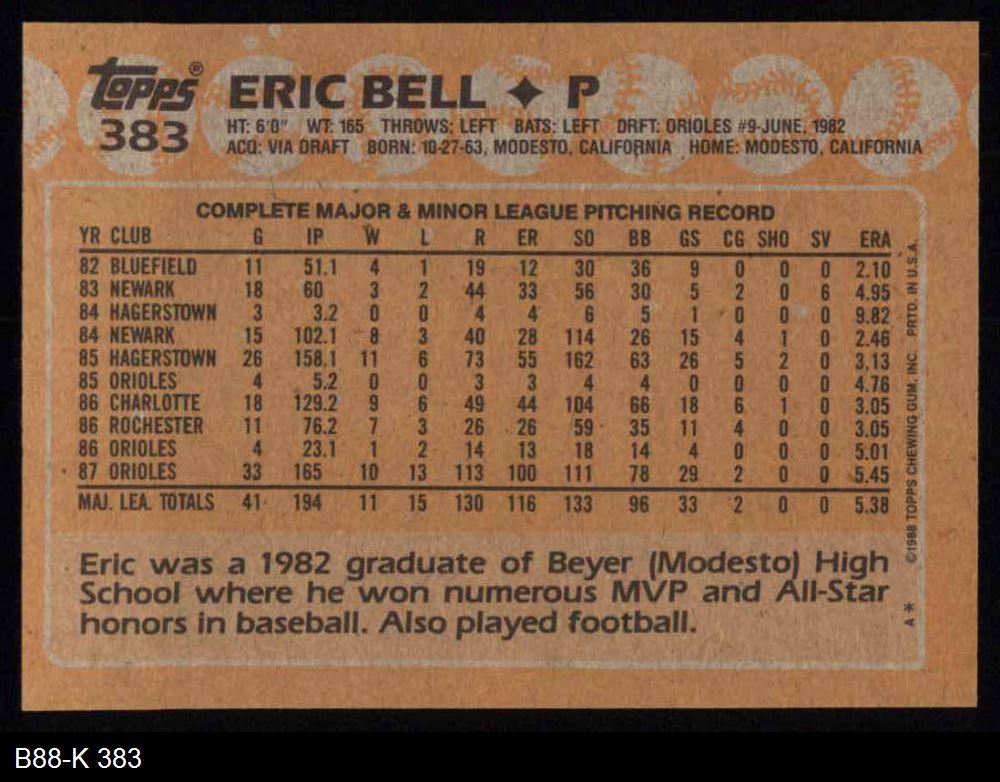 topps® ERIC BELL ✦ P
383 HT: 6'0" WT: 165 THROWS: LEFT BATS: LEFT DRFT: ORIOLES #9-JUNE, 1982
ACQ: VIA DRAFT BORN: 10-27-63, MODESTO, CALIFORNIA HOME: MODESTO, CALIFORNIA
COMPLETE MAJOR & MINOR LEAGUE PITCHING RECORD
YR CLUB G IP W L R ER SO BB GS CG SHO SV ERA
82 BLUEFIELD 11 51.1 4 1 19 12 30 36 9 0 0 0 2.10
83 NEWARK 18 60 3 2 44 33 56 30 5 2 0 6 4.95
84 HAGERSTOWN 3 3.2 0 0 4 4 6 5 1 0 0 0 9.82
84 NEWARK 15 102.1 8 3 40 28 114 26 15 4 1 0 2.46
85 HAGERSTOWN 26 158.1 11 6 73 55 162 63 26 5 2 0 3.13
85 ORIOLES 4 5.2 0 0 3 3 4 4 0 0 0 0 4.76
86 CHARLOTTE 18 129.2 9 6 49 44 104 66 18 6 1 0 3.05
86 ROCHESTER 11 76.2 7 3 26 26 59 35 11 4 0 0 3.05
86 ORIOLES 4 23.1 1 2 14 13 18 14 4 0 0 0 5.01
87 ORIOLES 33 165 10 13 113 100 111 78 29 2 0 0 5.45
MAJ. LEA. TOTALS 41 194 11 15 130 116 133 96 33 2 0 0 5.38
Eric was a 1982 graduate of Beyer (Modesto) High
School where he won numerous MVP and All-Star
honors in baseball. Also played football.
A* ©1988 TOPPS CHEWING GUM, INC. PRTD. IN U.S.A.
B88-K 383